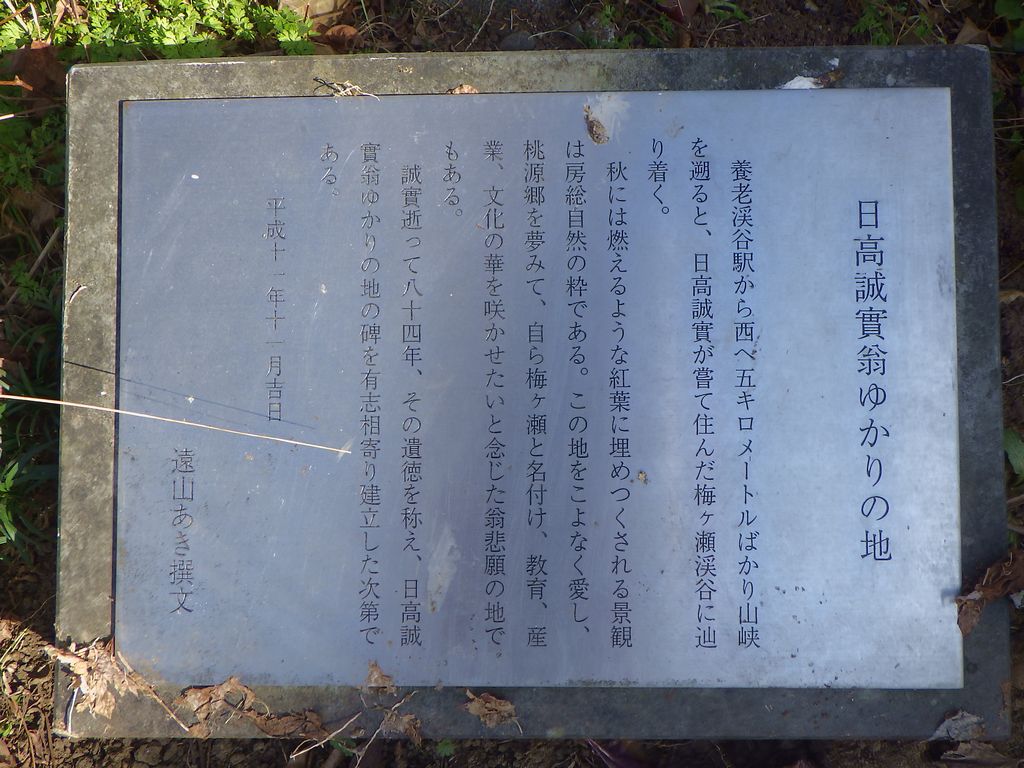 日高誠實翁ゆかりの地
養老渓谷駅から西へ五キロメートルばかり山峡
を遡ると、日高誠實が嘗て住んだ梅ヶ瀬渓谷に辿
り着く。
秋には燃えるような紅葉に埋めつくされる景観
は房総自然の粋である。この地をこよなく愛し、
桃源郷を夢みて、自ら梅ヶ瀬と名付け、教育、産
業、文化の華を咲かせたいと念じた翁悲願の地で
もある。
誠實逝って八十四年、その遺徳を称え、日高誠
實翁ゆかりの地の碑を有志相寄り建立した次第で
ある。
平成十一年十一月吉日
遠山あき撰文